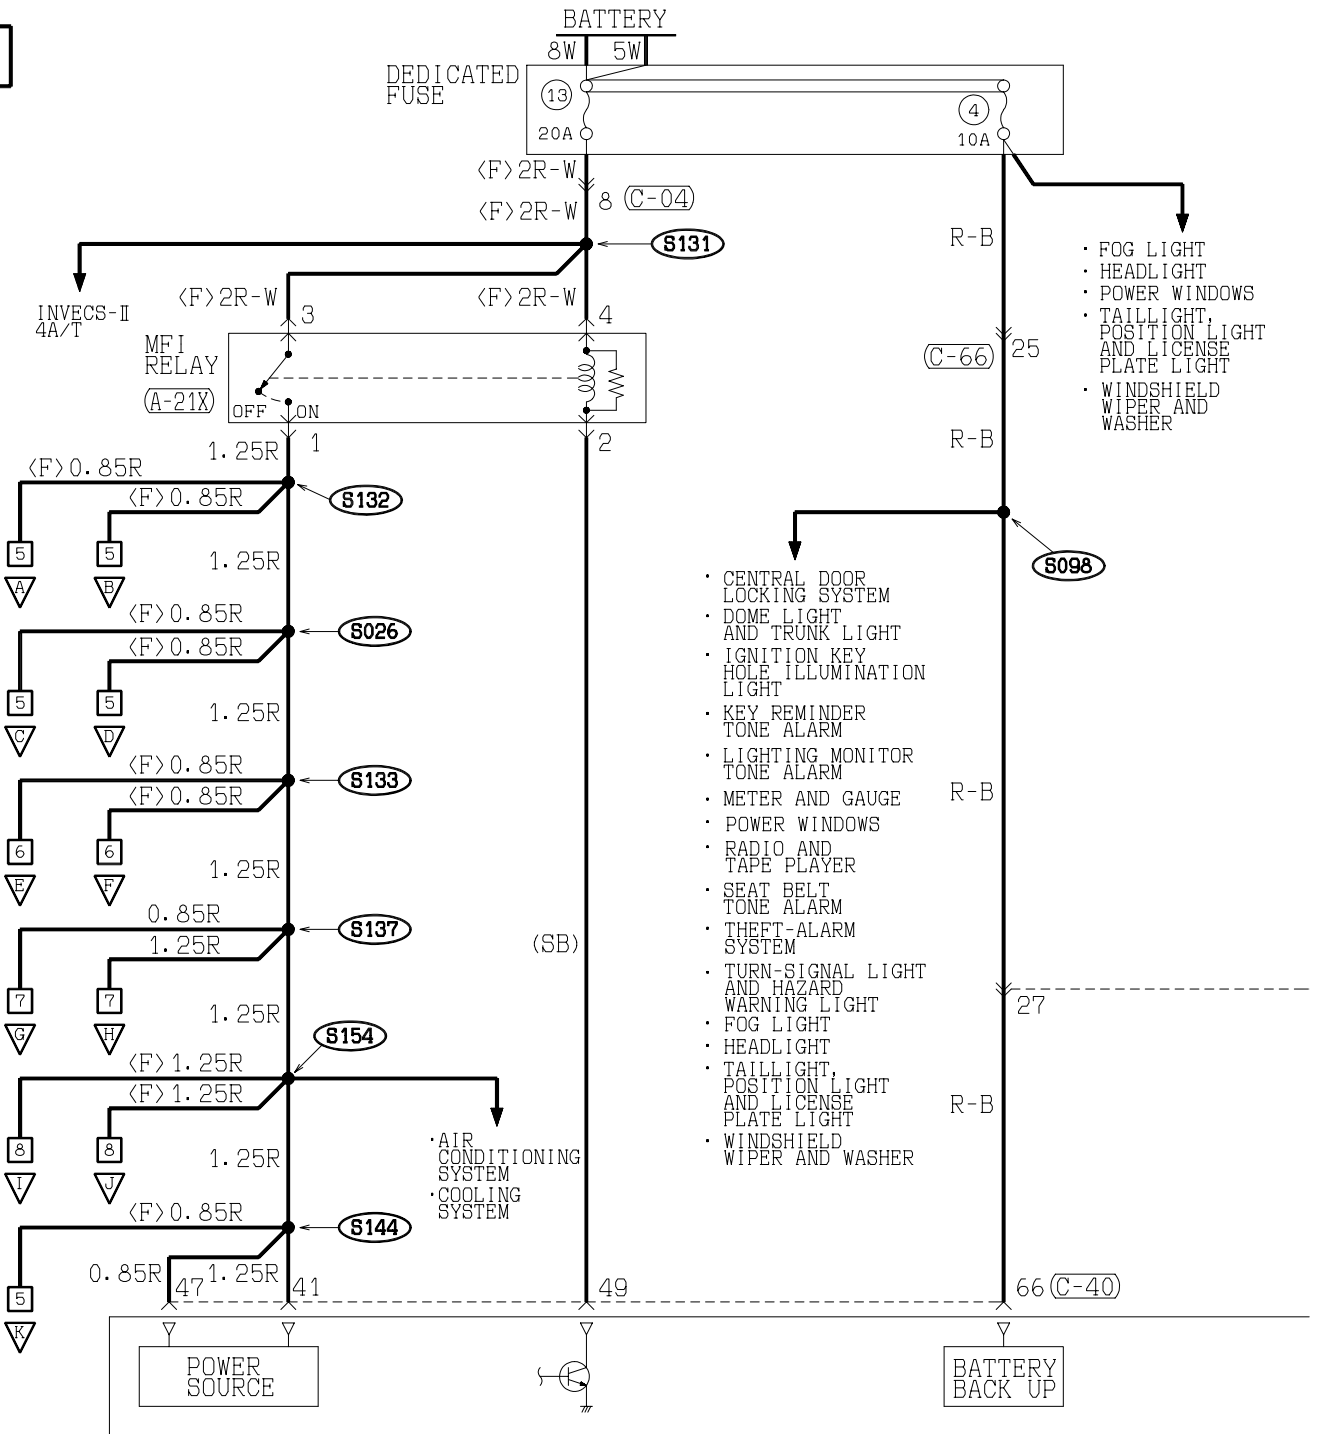 BATTERY
8W 5W
DEDICATED
FUSE
13
20A
4
10A
<F>2R-W
8 (C-04)
<F>2R-W
S131
R-B
<F>2R-W
<F>2R-W
3
4
INVECS-Ⅱ
4A/T
· FOG LIGHT
· HEADLIGHT
· POWER WINDOWS
· TAILLIGHT,
POSITION LIGHT
AND LICENSE
PLATE LIGHT
· WINDSHIELD
WIPER AND
WASHER
MFI
RELAY
(A-21X)
OFF ON
(C-66) 25
1.25R
1
2
R-B
<F>0.85R
<F>0.85R
S132
5
5
A
B
1.25R
S098
<F>0.85R
<F>0.85R
S026
5
5
C
D
1.25R
· CENTRAL DOOR
LOCKING SYSTEM
· DOME LIGHT
AND TRUNK LIGHT
· IGNITION KEY
HOLE ILLUMINATION
LIGHT
· KEY REMINDER
TONE ALARM
· LIGHTING MONITOR
TONE ALARM
· METER AND GAUGE
· POWER WINDOWS
· RADIO AND
TAPE PLAYER
· SEAT BELT
TONE ALARM
· THEFT-ALARM
SYSTEM
· TURN-SIGNAL LIGHT
AND HAZARD
WARNING LIGHT
· FOG LIGHT
· HEADLIGHT
· TAILLIGHT,
POSITION LIGHT
AND LICENSE
PLATE LIGHT
· WINDSHIELD
WIPER AND WASHER
R-B
<F>0.85R
<F>0.85R
S133
6
6
E
F
1.25R
0.85R
1.25R
S137
(SB)
7
7
G
H
1.25R
27
S154
<F>1.25R
<F>1.25R
R-B
8
8
I
J
1.25R
·AIR
CONDITIONING
SYSTEM
·COOLING
SYSTEM
<F>0.85R
S144
0.85R
47
1.25R
41
49
66 (C-40)
5
K
POWER
SOURCE
BATTERY
BACK UP